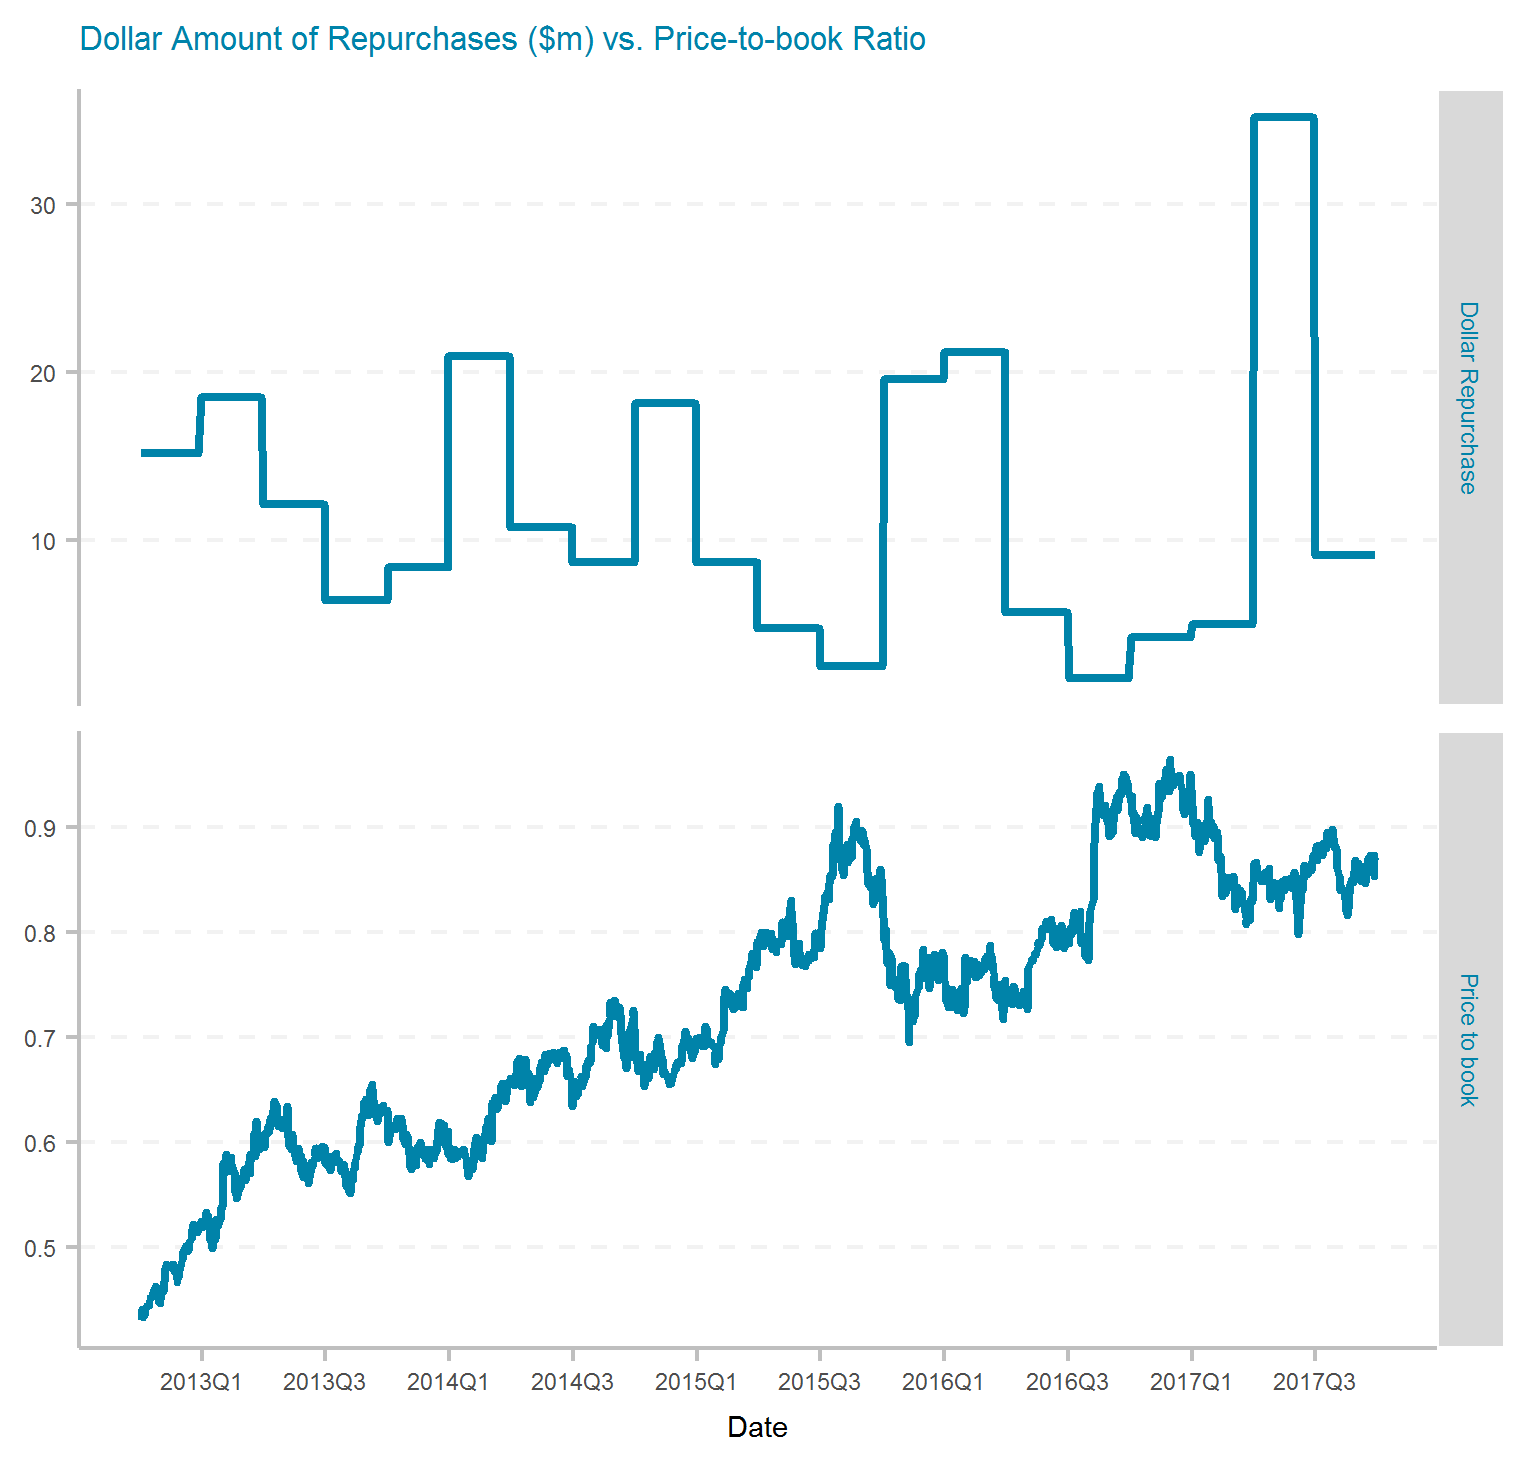 Dollar Amount of Repurchases ($m) vs. Price-to-book Ratio
30
20
10
Dollar Repurchase
0.9
0.8
0.7
0.6
0.5
Price to book
2013Q1 2013Q3 2014Q1 2014Q3 2015Q1 2015Q3 2016Q1 2016Q3 2017Q1 2017Q3
Date